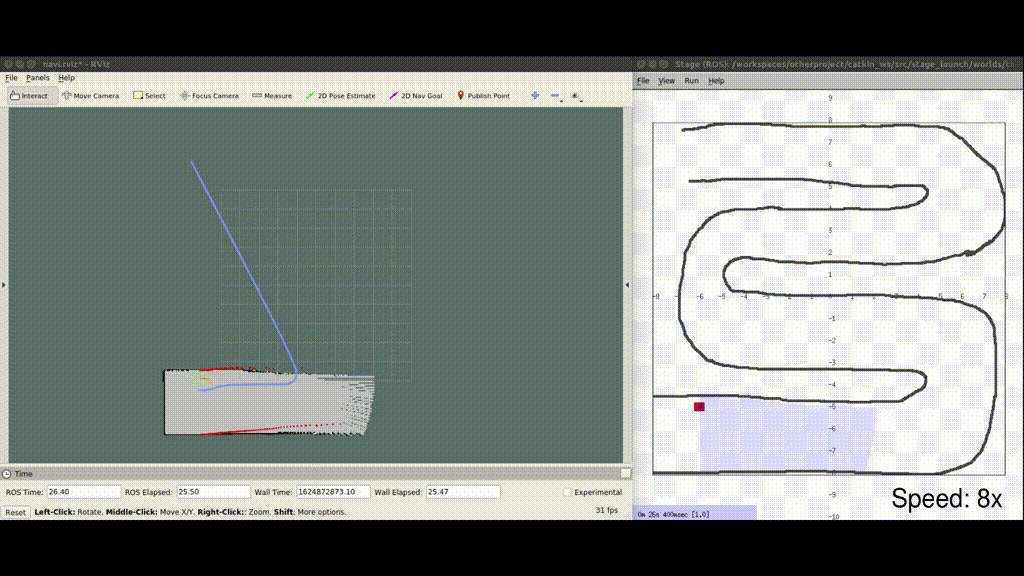 navi.rviz* - RViz
File Panels Help
Interact Move Camera Select Focus Camera Measure 2D Pose Estimate 2D Nav Goal Publish Point
Time
ROS Time: 26.40 ROS Elapsed: 25.50 Wall Time: 1624872873.10 Wall Elapsed: 25.47 Experimental
Reset Left-Click: Rotate. Middle-Click: Move X/Y. Right-Click:: Zoom. Shift: More options. 31 fps
Stage (ROS): /workspaces/otherproject/catkin_ws/src/stage_launch/worlds/
File View Run Help
9
8
7
6
5
4
3
2
1
-8 -6 -5 -4 -3 -2 -1 0 1 2 3 4 5 6 7 8
-1
-2
-3
-4
-5
-6
-7
-8
-9
-10
0m 25s 400msec [1.0]
Speed: 8x